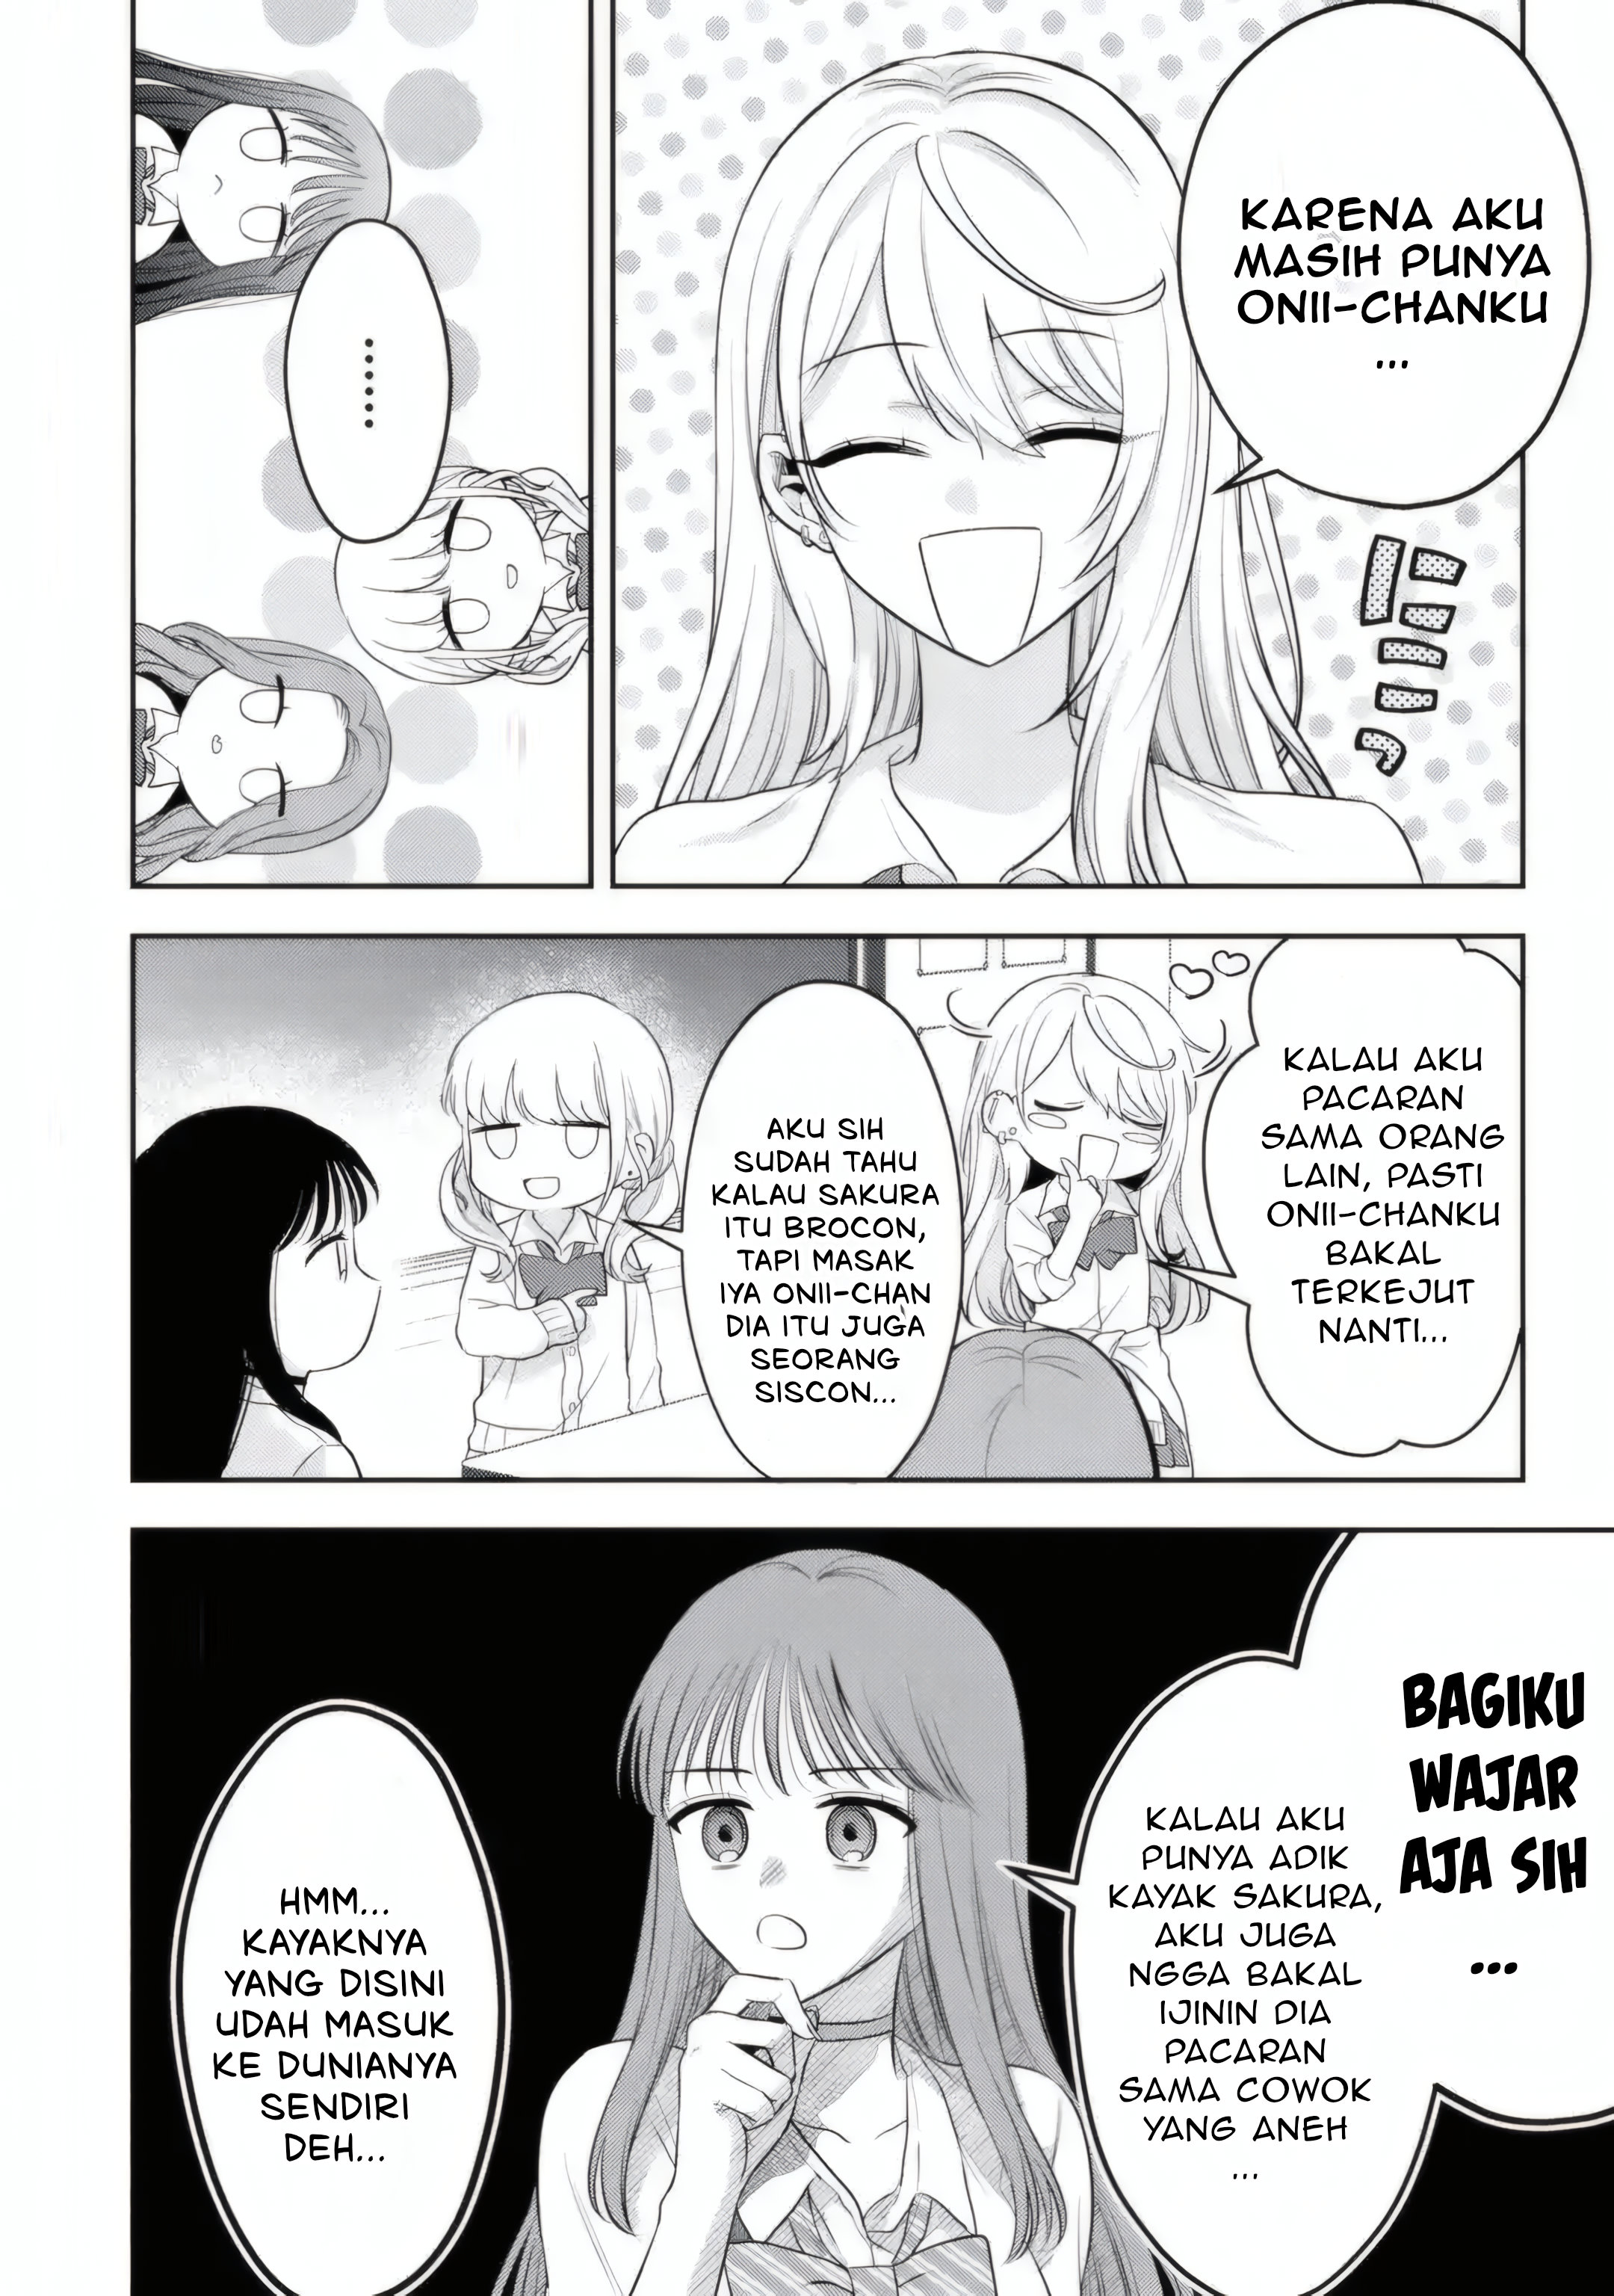 KARENA AKU
MASIH PUNYA
ONII-CHANKU
...
にこーっ
.......
KALAU AKU
PACARAN
SAMA ORANG
LAIN, PASTI
ONII-CHANKU
BAKAL
TERKEJUT
NANTI...
AKU SIH
SUDAH TAHU
KALAU SAKURA
ITU BROCON,
TAPI MASAK
IYA ONII-CHAN
DIA ITU JUGA
SEORANG
SISCON...
BAGIKU
WAJAR
AJA SIH
...
KALAU AKU
PUNYA ADIK
KAYAK SAKURA,
AKU JUGA
NGGA BAKAL
IJININ DIA
PACARAN
SAMA COWOK
YANG ANEH
...
HMM...
KAYAKNYA
YANG DISINI
UDAH MASUK
KE DUNIANYA
SENDIRI
DEH...